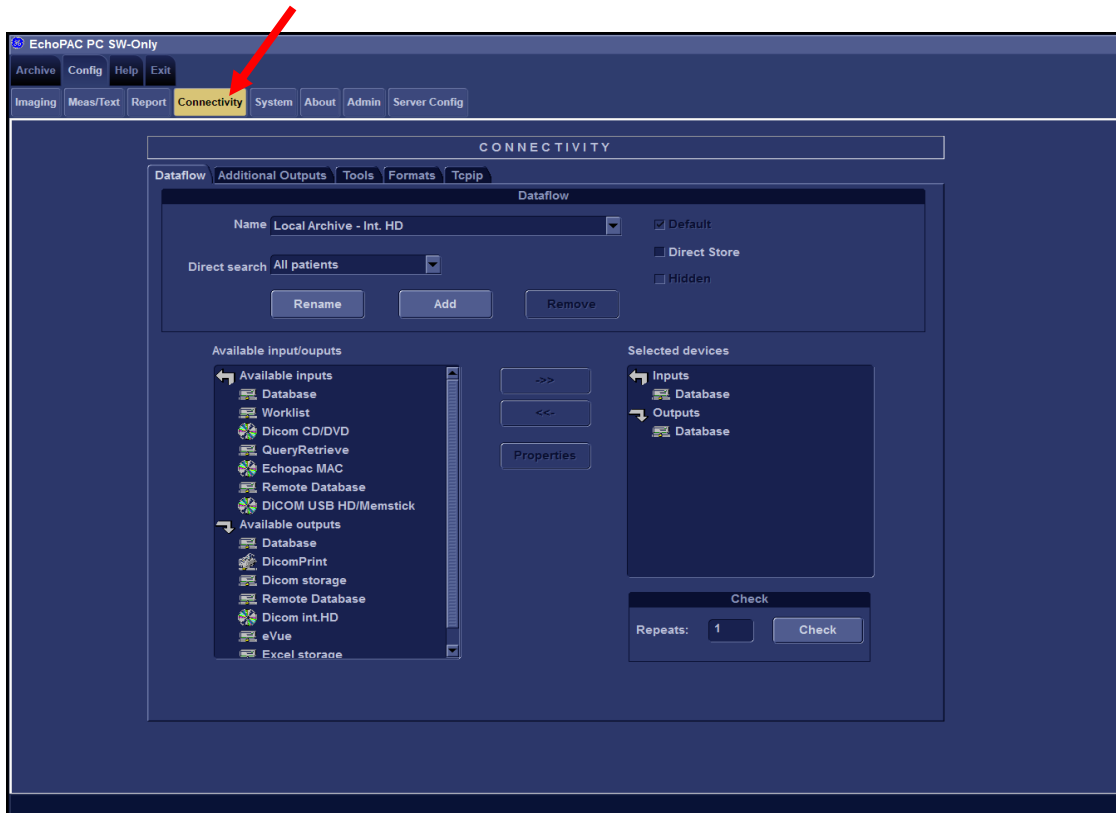 EchoPAC PC SW-Only
Archive Config Help Exit
Imaging Meas/Text Report Connectivity System About Admin Server Config
CONNECTIVITY
Dataflow Additional Outputs Tools Formats Tcpip
Dataflow
Name Local Archive - Int. HD
Default
Direct Store
Direct search All patients
Hidden
Rename Add Remove
Available input/ouputs
Available inputs
Database
Worklist
Dicom CD/DVD
QueryRetrieve
Echopac MAC
Remote Database
DICOM USB HD/Memstick
Available outputs
Database
DicomPrint
Dicom storage
Remote Database
Dicom int.HD
eVue
Excel storage
->>
<<-
Properties
Selected devices
Inputs
Database
Outputs
Database
Check
Repeats: 1 Check